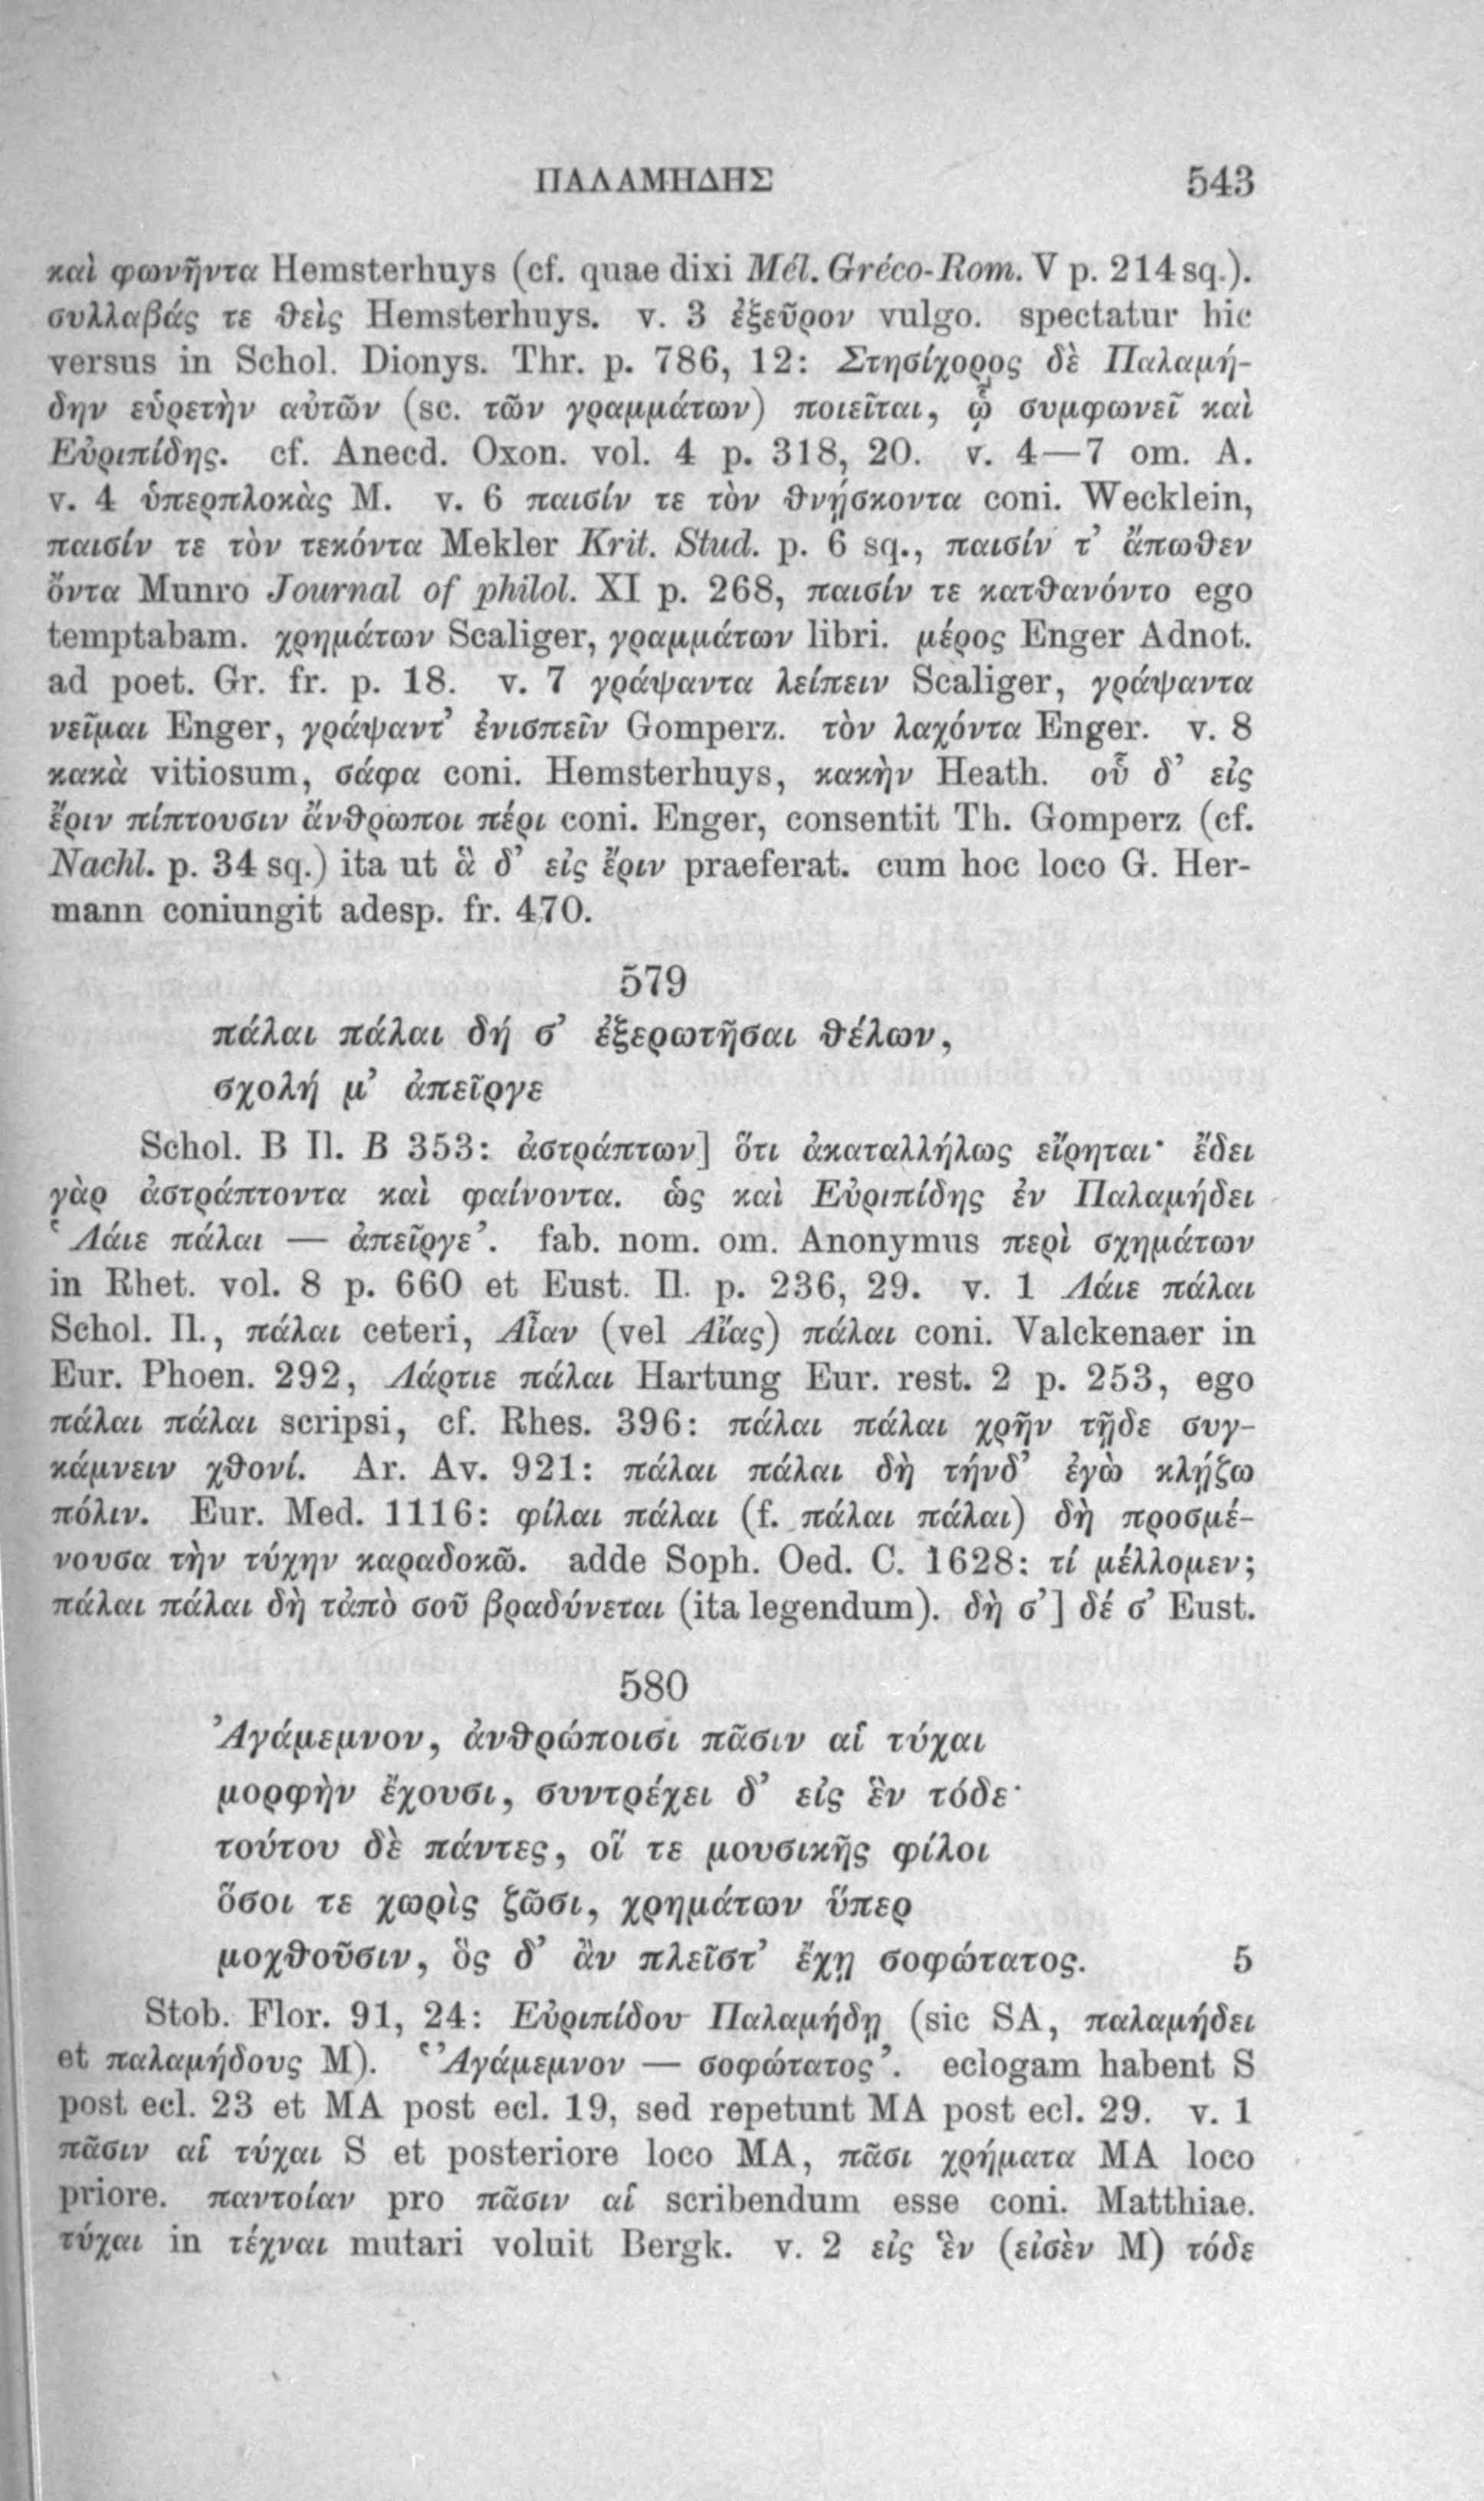 ΠΑΛΑΜΗΔΗΣ 543
καὶ φωνῆντα Hemsterhuys (cf. quae dixi Mél. Gréco-Rom. V p. 214 sq.).
συλλαβάς τε θεὶς Hemsterhuys. v. 3 ἐξεῦρον vulgo. spectatur hic
versus in Schol. Dionys. Thr. p. 786, 12: Στησίχορος δὲ Παλαμή-
δην εὑρετὴν αὐτῶν (sc. τῶν γραμμάτων) ποιεῖται, ᾧ συμφωνεῖ καὶ
Εὐριπίδης. cf. Anecd. Oxon. vol. 4 p. 318, 20. v. 4—7 om. A.
v. 4 ὑπερπλοκὰς M. v. 6 παισίν τε τὸν θνῄσκοντα coni. Wecklein,
παισίν τε τὸν τεκόντα Mekler Krit. Stud. p. 6 sq., παισίν τ' ἄπωθεν
ὄντα Munro Journal of philol. XI p. 268, παισίν τε κατθανόντο ego
temptabam. χρημάτων Scaliger, γραμμάτων libri. μέρος Enger Adnot.
ad poet. Gr. fr. p. 18. v. 7 γράψαντα λείπειν Scaliger, γράψαντα
νεῖμαι Enger, γράψαντ' ἐνισπεῖν Gomperz. τὸν λαχόντα Enger. v. 8
κακὰ vitiosum, σάφα coni. Hemsterhuys, κακὴν Heath. οὗ δ' εἰς
ἔριν πίπτουσιν ἄνθρωποι πέρι coni. Enger, consentit Th. Gomperz (cf.
Nachl. p. 34 sq.) ita ut ἃ δ' εἰς ἔριν praeferat. cum hoc loco G. Her-
mann coniungit adesp. fr. 470.
579
πάλαι πάλαι δή σ' ἐξερωτῆσαι θέλων,
σχολή μ' ἀπεῖργε
Schol. B Il. B 353: ἀστράπτων] ὅτι ἀκαταλλήλως εἴρηται· ἔδει
γὰρ ἀστράπτοντα καὶ φαίνοντα. ὡς καὶ Εὐριπίδης ἐν Παλαμήδει
'Λάιε πάλαι — ἀπεῖργε'. fab. nom. om. Anonymus περὶ σχημάτων
in Rhet. vol. 8 p. 660 et Eust. Il. p. 236, 29. v. 1 Λάιε πάλαι
Schol. Il., πάλαι ceteri, Αἶαν (vel Αἴας) πάλαι coni. Valckenaer in
Eur. Phoen. 292, Λάρτιε πάλαι Hartung Eur. rest. 2 p. 253, ego
πάλαι πάλαι scripsi, cf. Rhes. 396: πάλαι πάλαι χρῆν τῇδε συγ-
κάμνειν χθονί. Ar. Av. 921: πάλαι πάλαι δὴ τήνδ' ἐγὼ κλῄζω
πόλιν. Eur. Med. 1116: φίλαι πάλαι (f. πάλαι πάλαι) δὴ προσμέ-
νουσα τὴν τύχην καραδοκῶ. adde Soph. Oed. C. 1628: τί μέλλομεν;
πάλαι πάλαι δὴ τἀπὸ σοῦ βραδύνεται (ita legendum). δὴ σ'] δέ σ' Eust.
580
Ἀγάμεμνον, ἀνθρώποισι πᾶσιν αἱ τύχαι
μορφὴν ἔχουσι, συντρέχει δ' εἰς ἓν τόδε·
τούτου δὲ πάντες, οἵ τε μουσικῆς φίλοι
ὅσοι τε χωρὶς ζῶσι, χρημάτων ὕπερ
μοχθοῦσιν, ὃς δ' ἂν πλεῖστ' ἔχῃ σοφώτατος. 5
Stob. Flor. 91, 24: Εὐριπίδου Παλαμήδῃ (sic SA, παλαμήδει
et παλαμήδους M). 'Ἀγάμεμνον — σοφώτατος'. eclogam habent S
post ecl. 23 et MA post ecl. 19, sed repetunt MA post ecl. 29. v. 1
πᾶσιν αἱ τύχαι S et posteriore loco MA, πᾶσι χρήματα MA loco
priore. παντοίαν pro πᾶσιν αἱ scribendum esse coni. Matthiae.
τύχαι in τέχναι mutari voluit Bergk. v. 2 εἰς ἓν (εἰσὲν M) τόδε